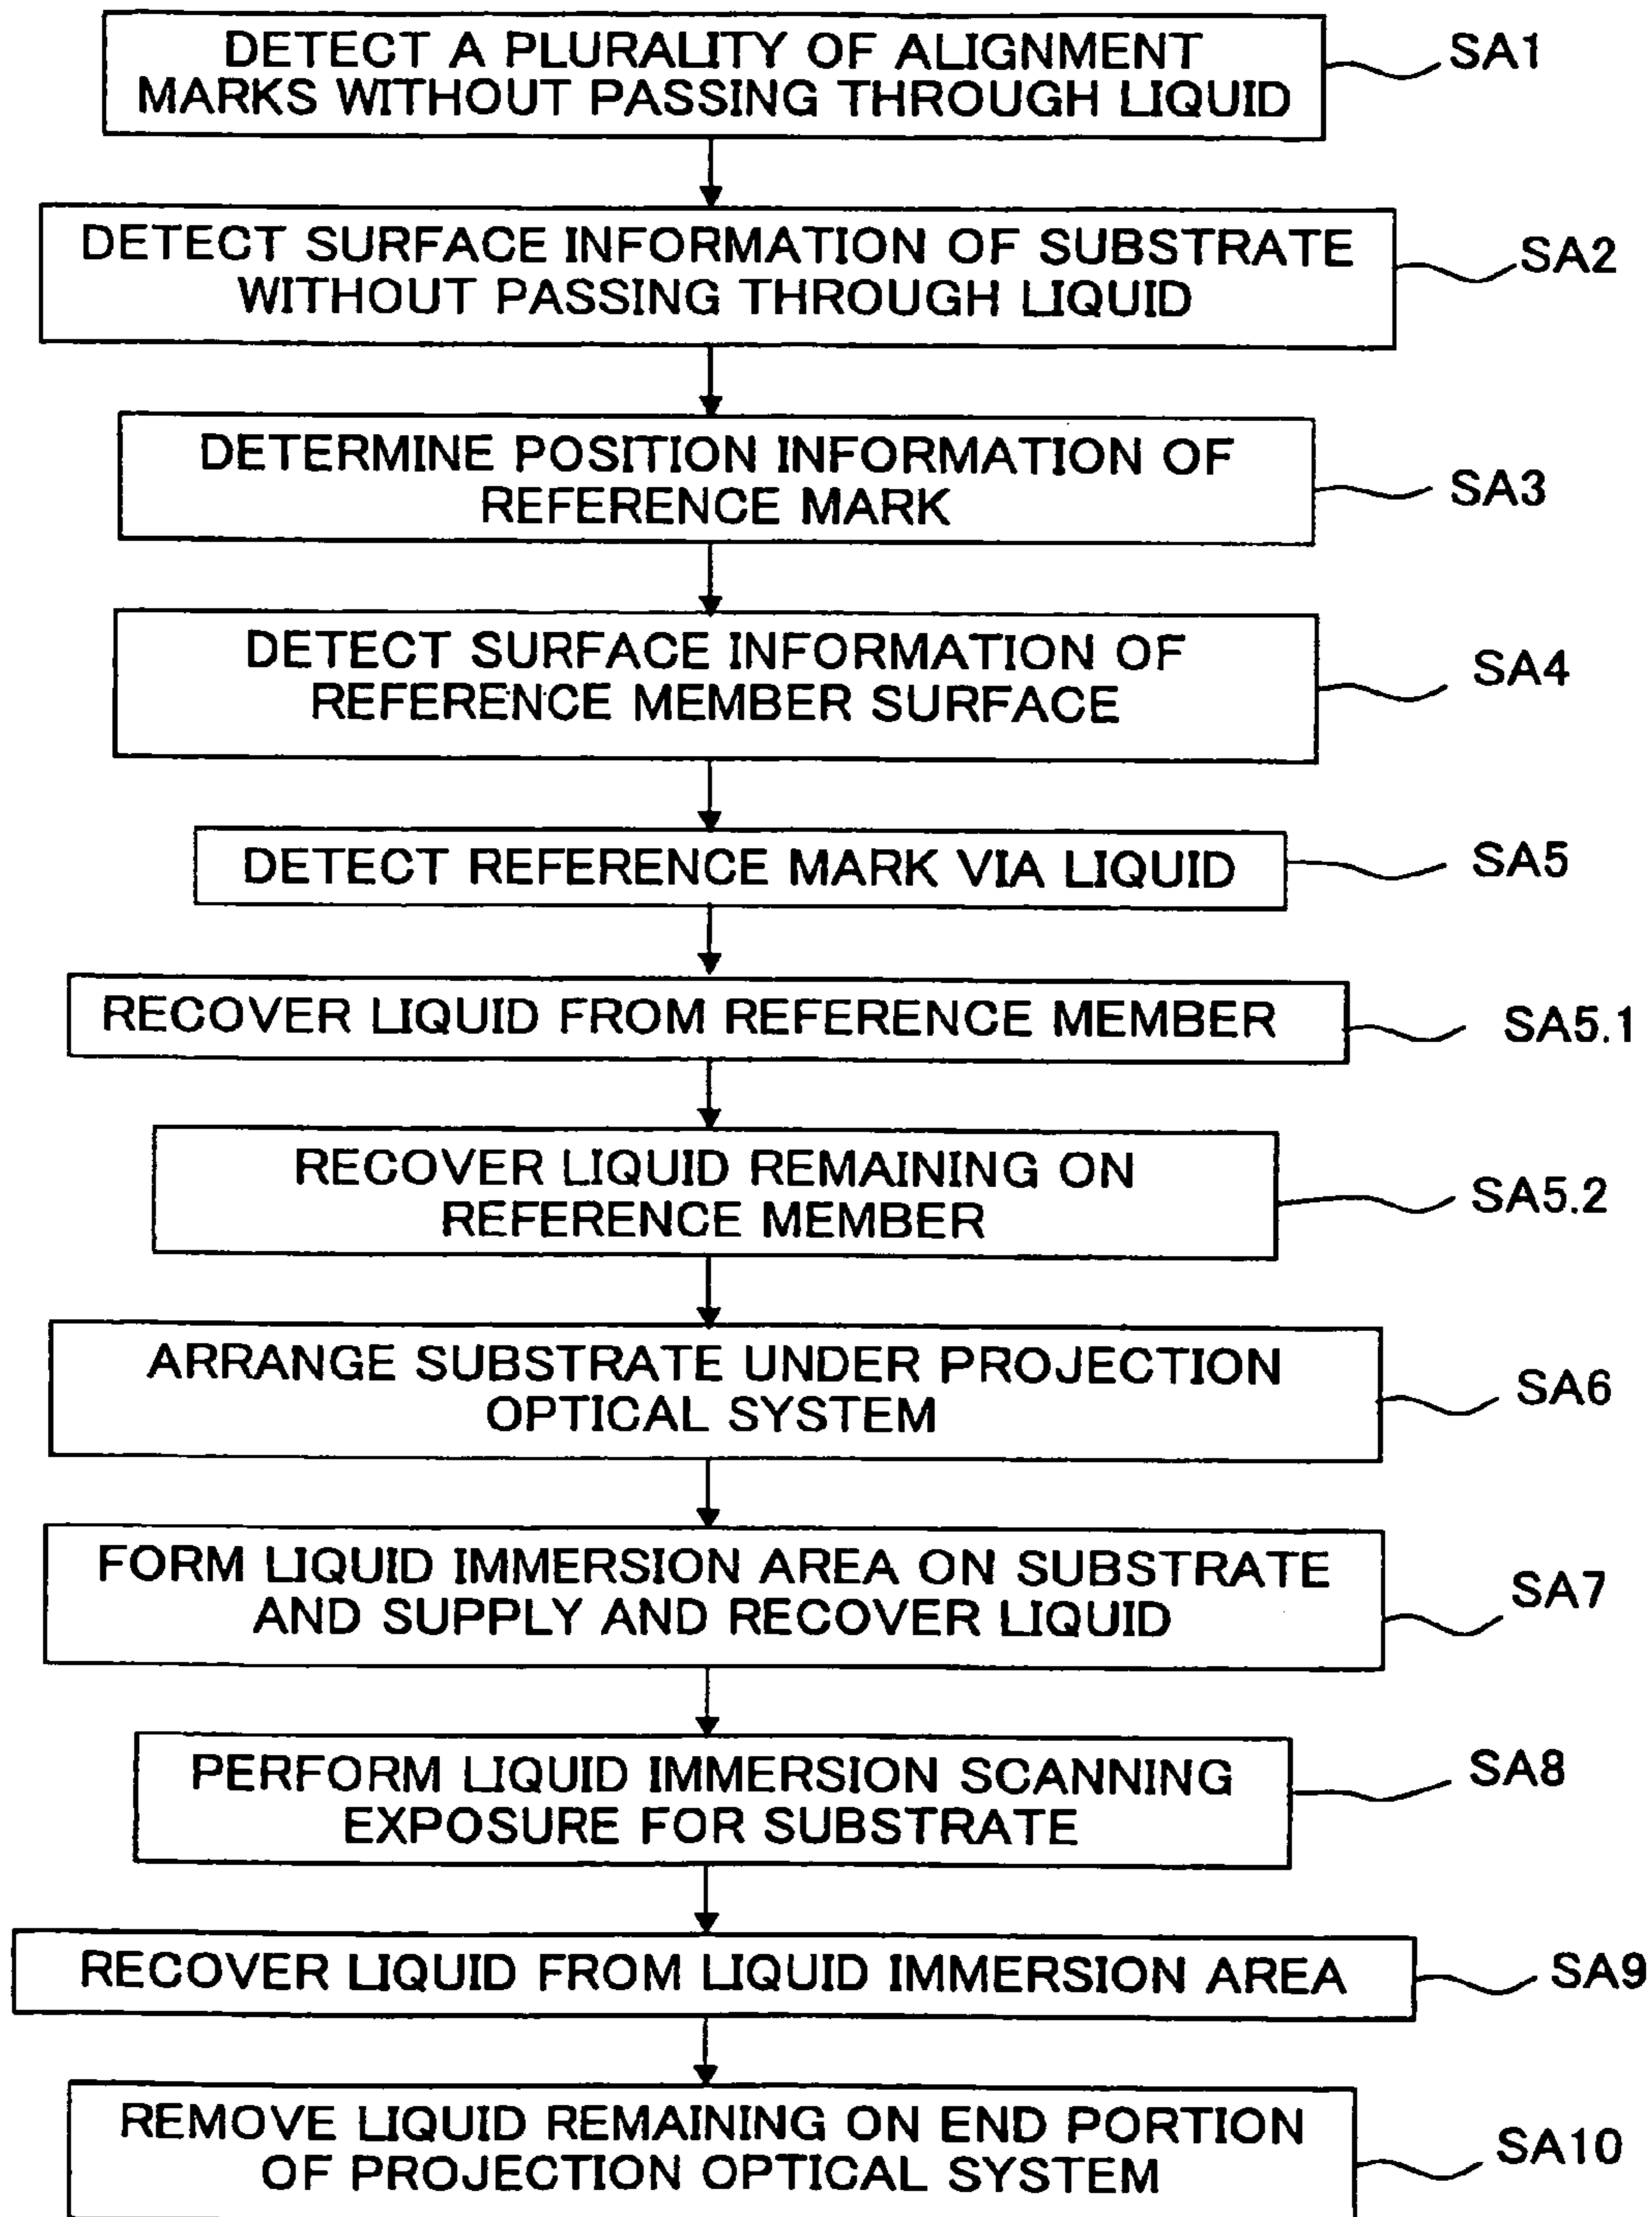 DETECT A PLURALITY OF ALIGNMENT
MARKS WITHOUT PASSING THROUGH LIQUID
SA1
DETECT SURFACE INFORMATION OF SUBSTRATE
WITHOUT PASSING THROUGH LIQUID
SA2
DETERMINE POSITION INFORMATION OF
REFERENCE MARK
SA3
DETECT SURFACE INFORMATION OF
REFERENCE MEMBER SURFACE
SA4
DETECT REFERENCE MARK VIA LIQUID
SA5
RECOVER LIQUID FROM REFERENCE MEMBER
SA5.1
RECOVER LIQUID REMAINING ON
REFERENCE MEMBER
SA5.2
ARRANGE SUBSTRATE UNDER PROJECTION
OPTICAL SYSTEM
SA6
FORM LIQUID IMMERSION AREA ON SUBSTRATE
AND SUPPLY AND RECOVER LIQUID
SA7
PERFORM LIQUID IMMERSION SCANNING
EXPOSURE FOR SUBSTRATE
SA8
RECOVER LIQUID FROM LIQUID IMMERSION AREA
SA9
REMOVE LIQUID REMAINING ON END PORTION
OF PROJECTION OPTICAL SYSTEM
SA10